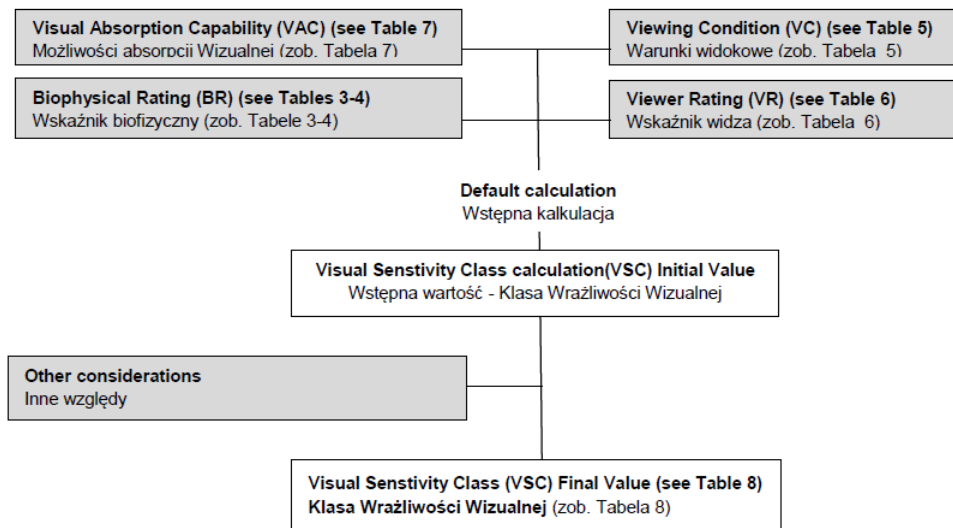 Visual Absorption Capability (VAC) (see Table 7)
Możliwości absorpcii Wizualnej (zob. Tabela 7)
Viewing Condition (VC) (see Table 5)
Warunki widokowe (zob. Tabela 5)
Biophysical Rating (BR) (see Tables 3-4)
Wskaźnik biofizyczny (zob. Tabele 3-4)
Viewer Rating (VR) (see Table 6)
Wskaźnik widza (zob. Tabela 6)
Default calculation
Wstępna kalkulacja
Visual Senstivity Class calculation(VSC) Initial Value
Wstępna wartość - Klasa Wrażliwości Wizualnej
Other considerations
Inne względy
Visual Senstivity Class (VSC) Final Value (see Table 8)
Klasa Wrażliwości Wizualnej (zob. Tabela 8)